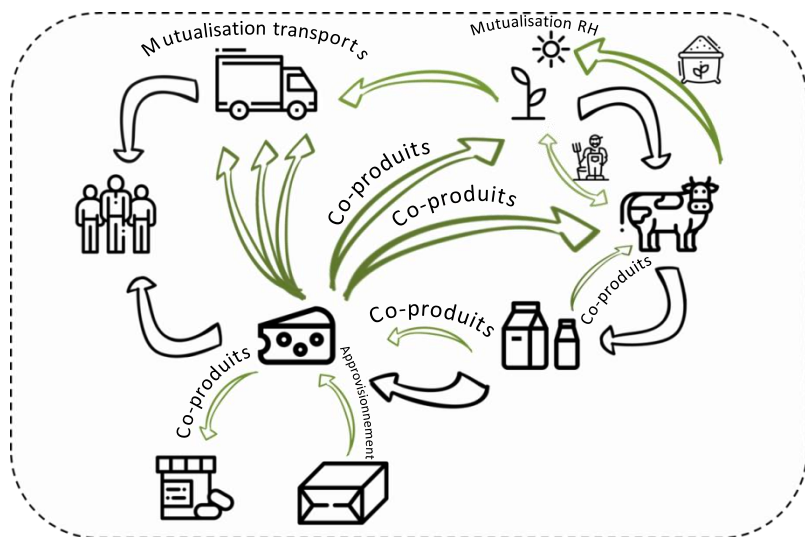 Mutualisation transports
Mutualisation RH
Co-produits
Co-produits
Co-produits
Co-produits
Co-produits
Approvisionnement